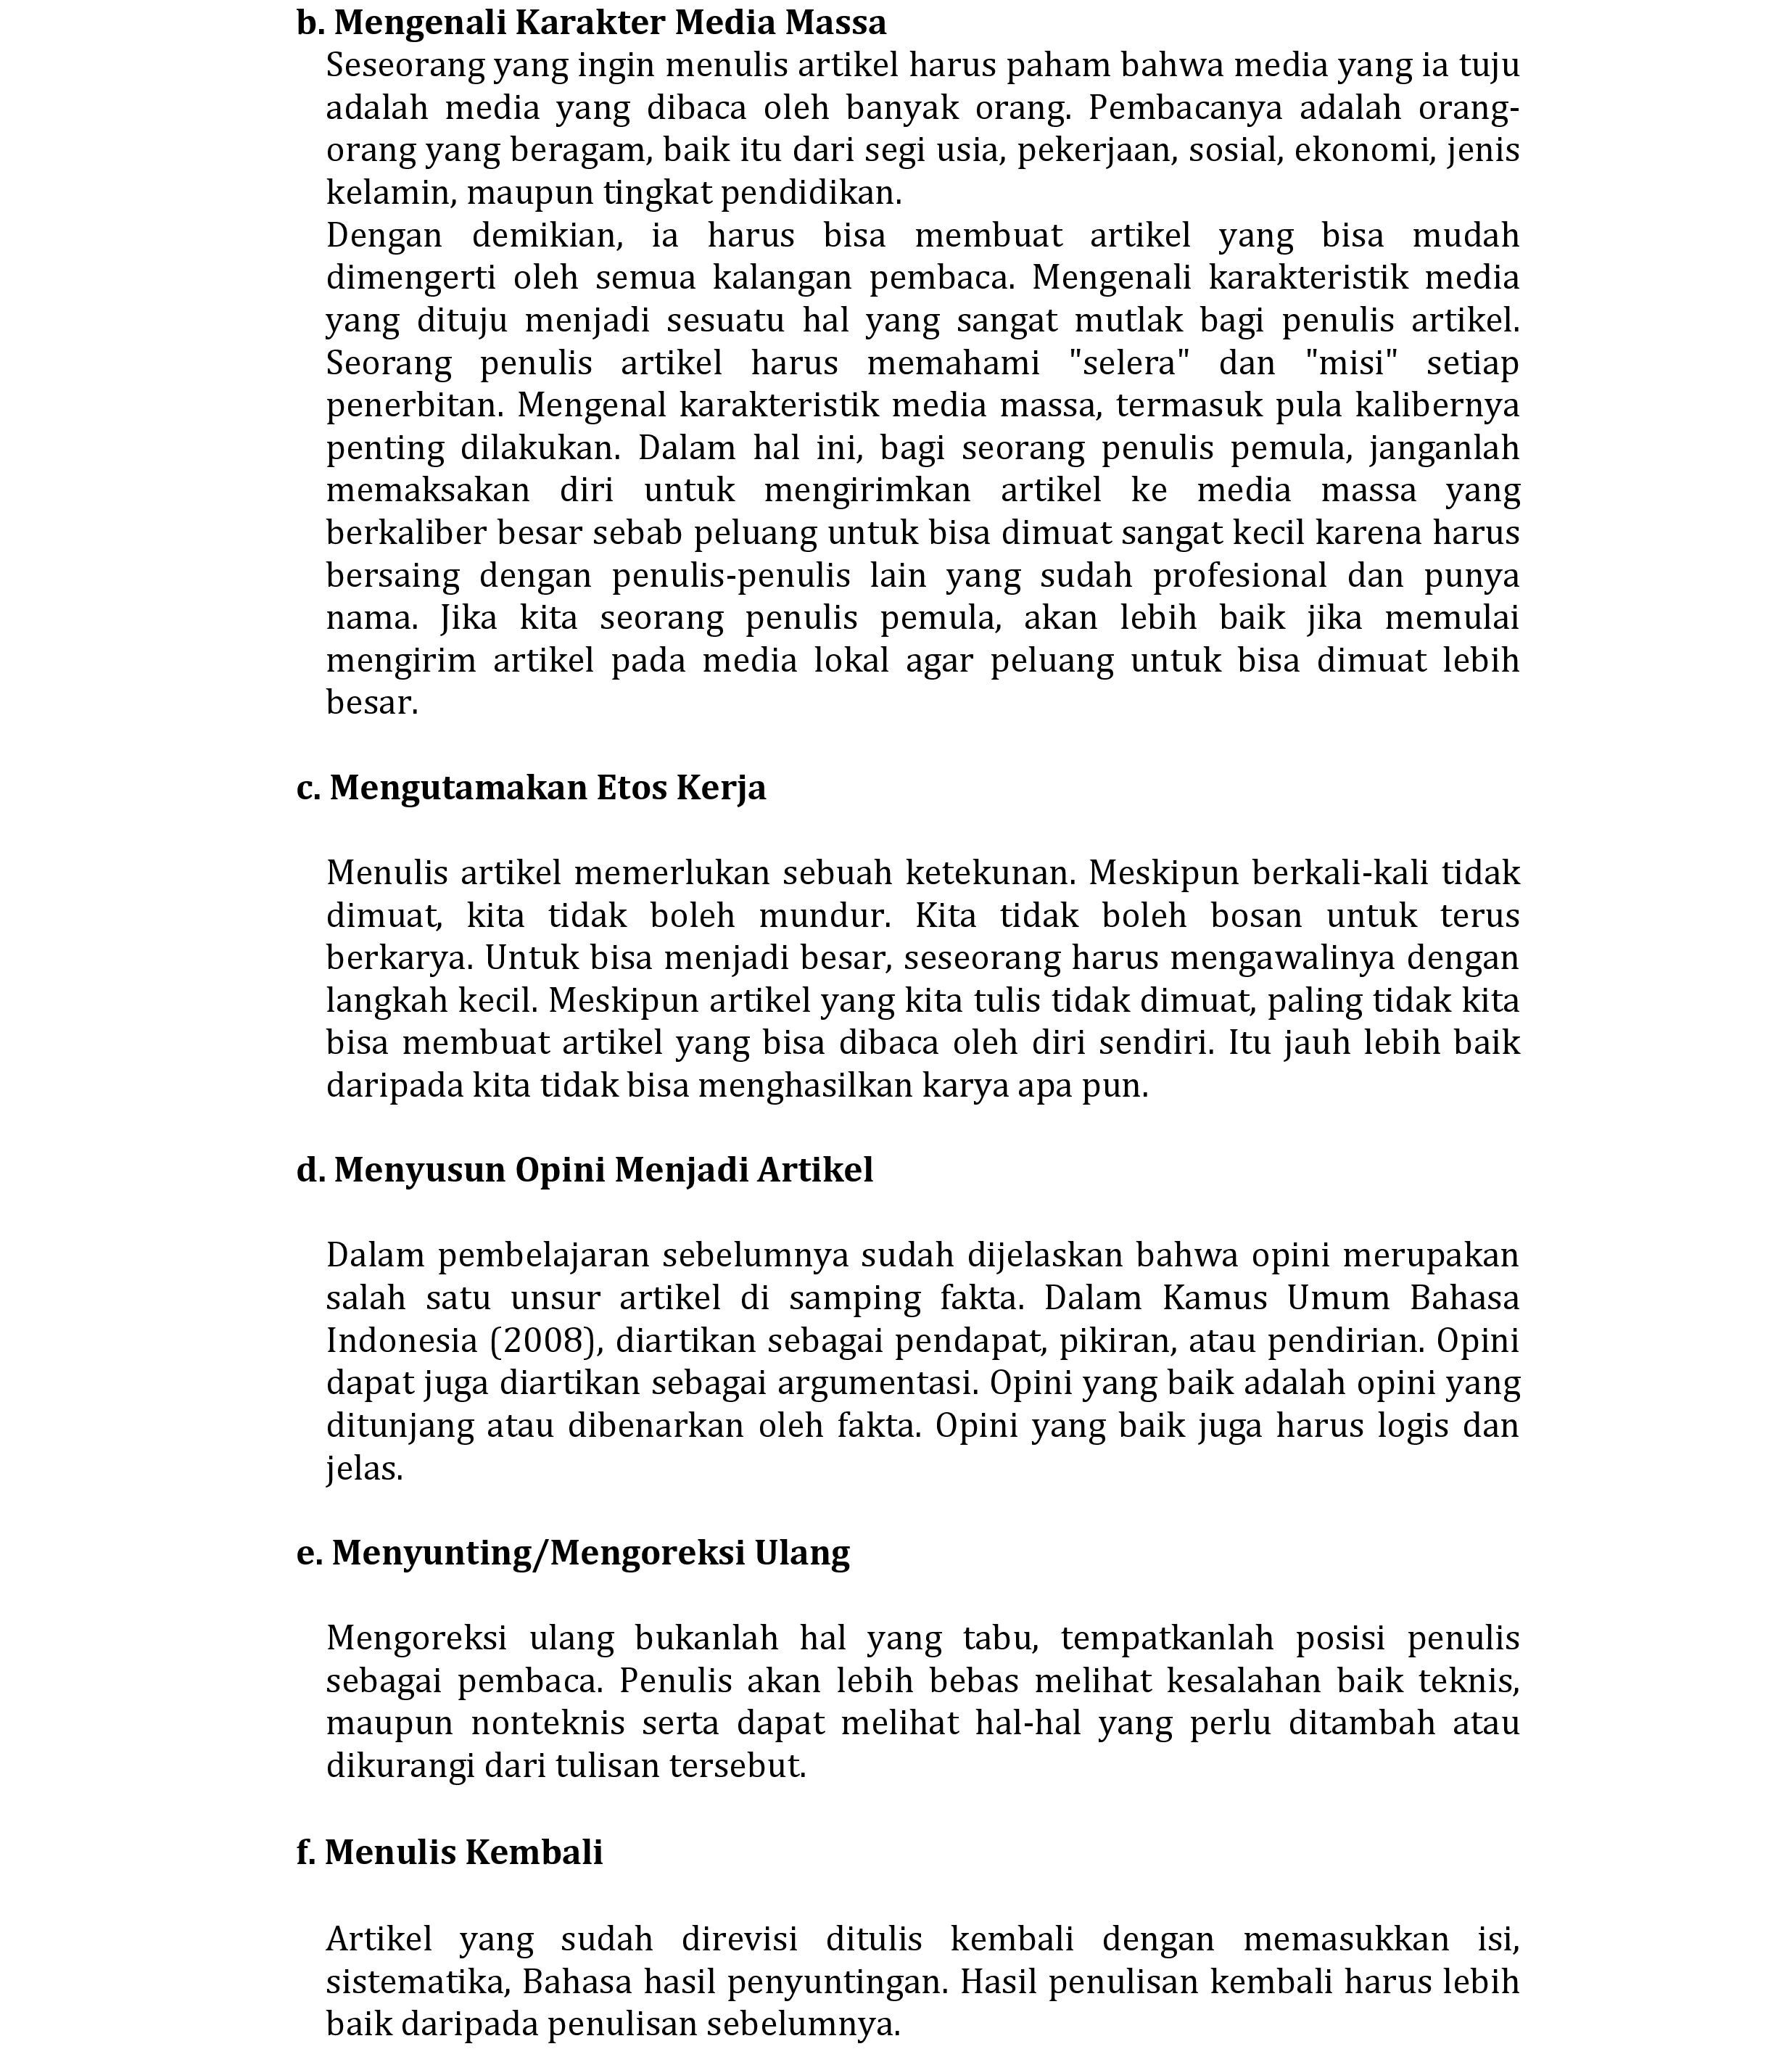 b. Mengenali Karakter Media Massa
Seseorang yang ingin menulis artikel harus paham bahwa media yang ia tuju
adalah media yang dibaca oleh banyak orang. Pembacanya adalah orang-
orang yang beragam, baik itu dari segi usia, pekerjaan, sosial, ekonomi, jenis
kelamin, maupun tingkat pendidikan.
Dengan demikian, ia harus bisa membuat artikel yang bisa mudah
dimengerti oleh semua kalangan pembaca. Mengenali karakteristik media
yang dituju menjadi sesuatu hal yang sangat mutlak bagi penulis artikel.
Seorang penulis artikel harus memahami "selera" dan "misi" setiap
penerbitan. Mengenal karakteristik media massa, termasuk pula kalibernya
penting dilakukan. Dalam hal ini, bagi seorang penulis pemula, janganlah
memaksakan diri untuk mengirimkan artikel ke media massa yang
berkaliber besar sebab peluang untuk bisa dimuat sangat kecil karena harus
bersaing dengan penulis-penulis lain yang sudah profesional dan punya
nama. Jika kita seorang penulis pemula, akan lebih baik jika memulai
mengirim artikel pada media lokal agar peluang untuk bisa dimuat lebih
besar.
c. Mengutamakan Etos Kerja
Menulis artikel memerlukan sebuah ketekunan. Meskipun berkali-kali tidak
dimuat, kita tidak boleh mundur. Kita tidak boleh bosan untuk terus
berkarya. Untuk bisa menjadi besar, seseorang harus mengawalinya dengan
langkah kecil. Meskipun artikel yang kita tulis tidak dimuat, paling tidak kita
bisa membuat artikel yang bisa dibaca oleh diri sendiri. Itu jauh lebih baik
daripada kita tidak bisa menghasilkan karya apa pun.
d. Menyusun Opini Menjadi Artikel
Dalam pembelajaran sebelumnya sudah dijelaskan bahwa opini merupakan
salah satu unsur artikel di samping fakta. Dalam Kamus Umum Bahasa
Indonesia (2008), diartikan sebagai pendapat, pikiran, atau pendirian. Opini
dapat juga diartikan sebagai argumentasi. Opini yang baik adalah opini yang
ditunjang atau dibenarkan oleh fakta. Opini yang baik juga harus logis dan
jelas.
e. Menyunting/Mengoreksi Ulang
Mengoreksi ulang bukanlah hal yang tabu, tempatkanlah posisi penulis
sebagai pembaca. Penulis akan lebih bebas melihat kesalahan baik teknis,
maupun nonteknis serta dapat melihat hal-hal yang perlu ditambah atau
dikurangi dari tulisan tersebut.
f. Menulis Kembali
Artikel yang sudah direvisi ditulis kembali dengan memasukkan isi,
sistematika, Bahasa hasil penyuntingan. Hasil penulisan kembali harus lebih
baik daripada penulisan sebelumnya.